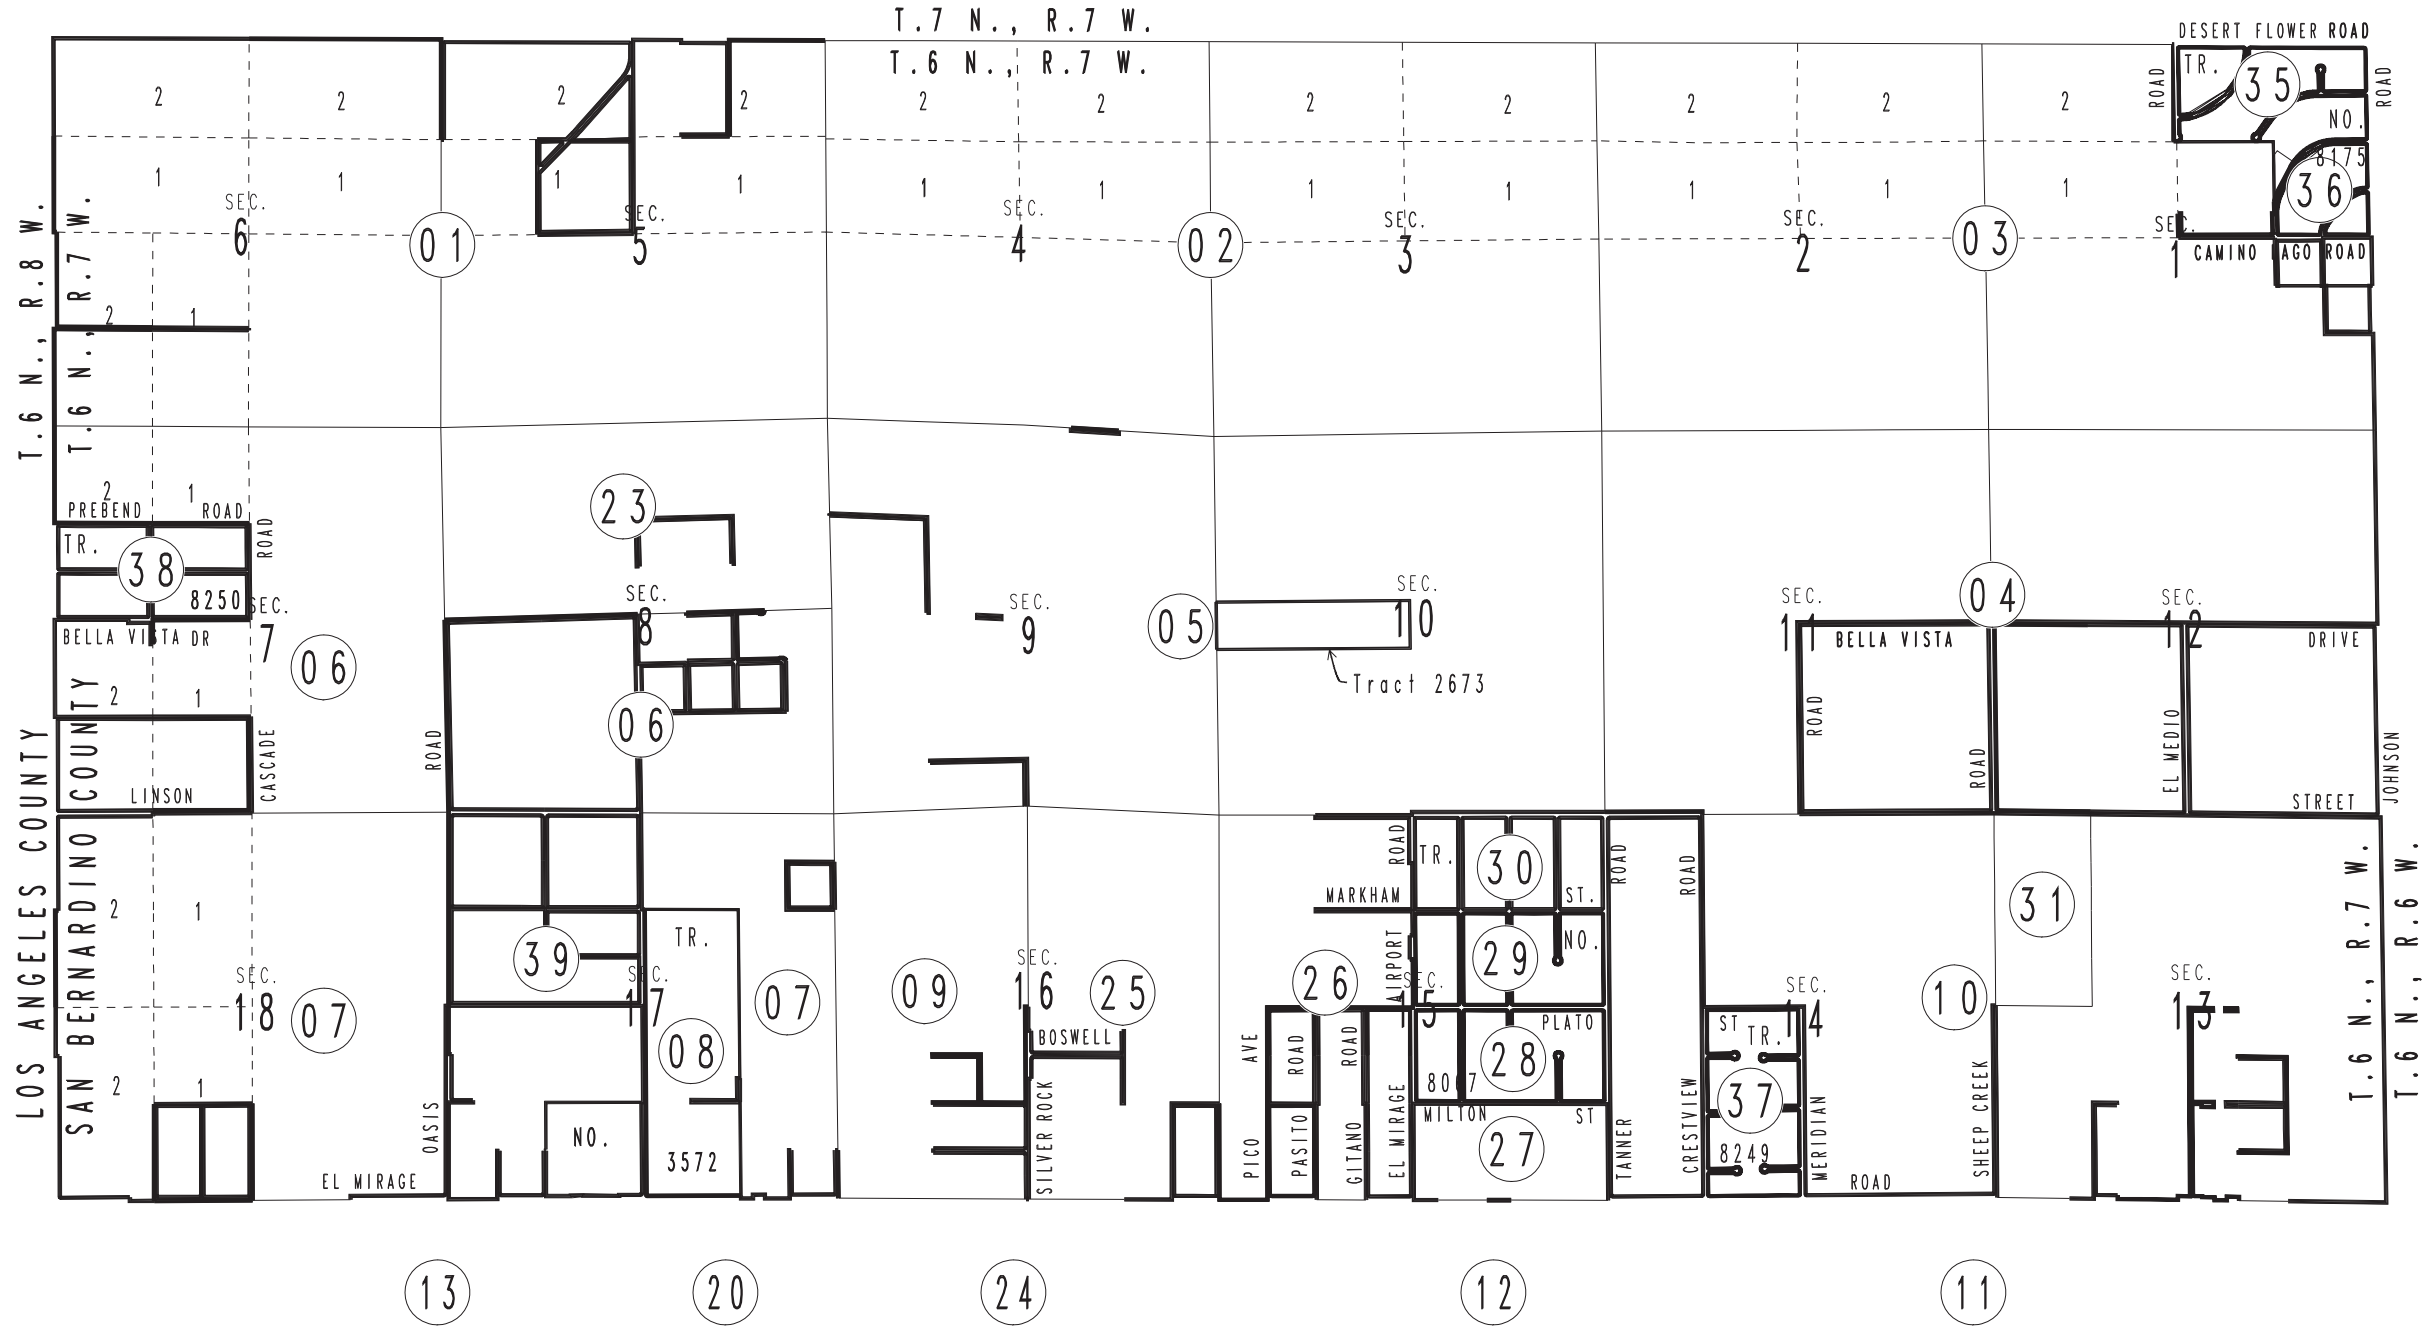 T.7 N., R.7 W.
T.6 N., R.7 W.
DESERT FLOWER ROAD
ROAD
TR.
35
ROAD
NO.
8175
36
2 2 2 2 2 2 2 2 2 2 2
1 1 1 1 1 1 1 1 1 1 1
SEC.
6
01
SEC.
5
SEC.
4
02
SEC.
3
SEC.
2
03
SEC.
1
CAMINO LAGO ROAD
T.6 N., R.8 W.
T.6 N., R.7 W.
2 1
2 1
PREBEND ROAD
ROAD
TR.
38
8250
SEC.
7
BELLA VISTA DR
06
2 1
LINSON
CASCADE
ROAD
23
SEC.
8
06
SEC.
9
05
SEC.
10
Tract 2673
SEC.
11
04
SEC.
12
BELLA VISTA
DRIVE
ROAD
ROAD
EL MEDIO
STREET
JOHNSON
LOS ANGELES COUNTY
SAN BERNARDINO COUNTY
2 1
SEC.
18
07
2 1
EL MIRAGE
OASIS
39
SEC.
17
NO.
TR.
08
3572
07
09
SEC.
16
25
BOSWELL
SILVER ROCK
26
AVE
PICO
ROAD
PASITO
ROAD
GITANO
EL MIRAGE
ROAD
MARKHAM
AIRPORT
SEC.
15
TR.
30
ST.
29
NO.
PLATO
28
8067
MILTON ST
27
ROAD
TANNER
ROAD
CRESTVIEW
ST
TR.
37
8249
SEC.
14
MERIDIAN
ROAD
10
SHEEP CREEK
31
SEC.
13
T.6 N., R.7 W.
T.6 N., R.6 W.
13
20
24
12
11